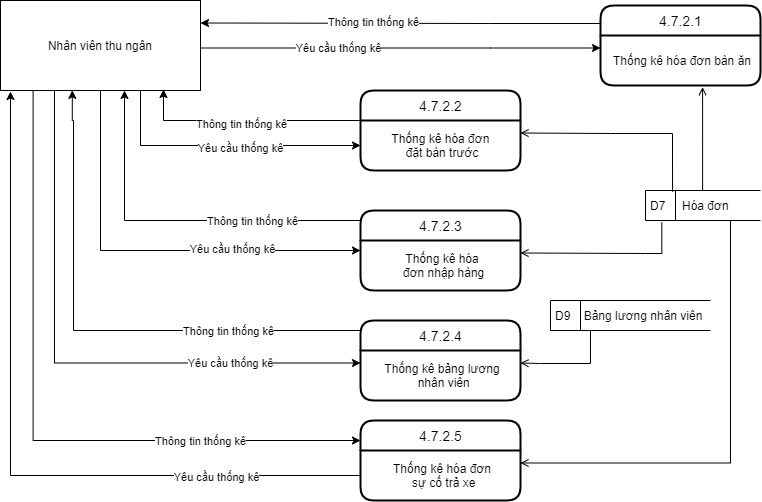 Thông tin thống kê
4.7.2.1
Nhân viên thu ngân
Yêu cầu thống kê
Thống kê hóa đơn bàn ăn
4.7.2.2
Thông tin thống kê
Thống kê hóa đơn
đặt bàn trước
Yêu cầu thống kê
D7
Hóa đơn
4.7.2.3
Thông tin thống kê
Yêu cầu thống kê
Thống kê hóa
đơn nhập hàng
D9
Bảng lương nhân viên
4.7.2.4
Thông tin thống kê
Yêu cầu thống kê
Thống kê bảng lương
nhân viên
4.7.2.5
Thông tin thống kê
Thống kê hóa đơn
sự cố trả xe
Yêu cầu thống kê